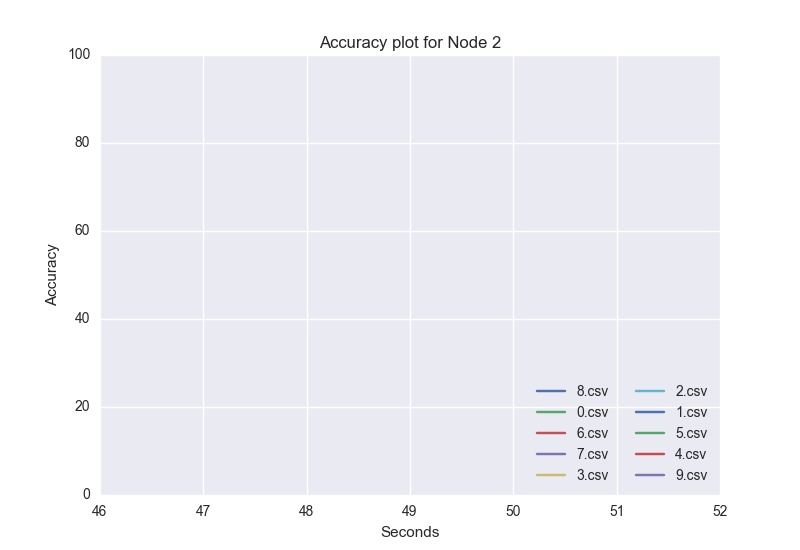 Accuracy plot for Node 2
100
80
60
40
20
0
Accuracy
8.csv
0.csv
6.csv
7.csv
3.csv
2.csv
1.csv
5.csv
4.csv
9.csv
46 47 48 49 50 51 52
Seconds